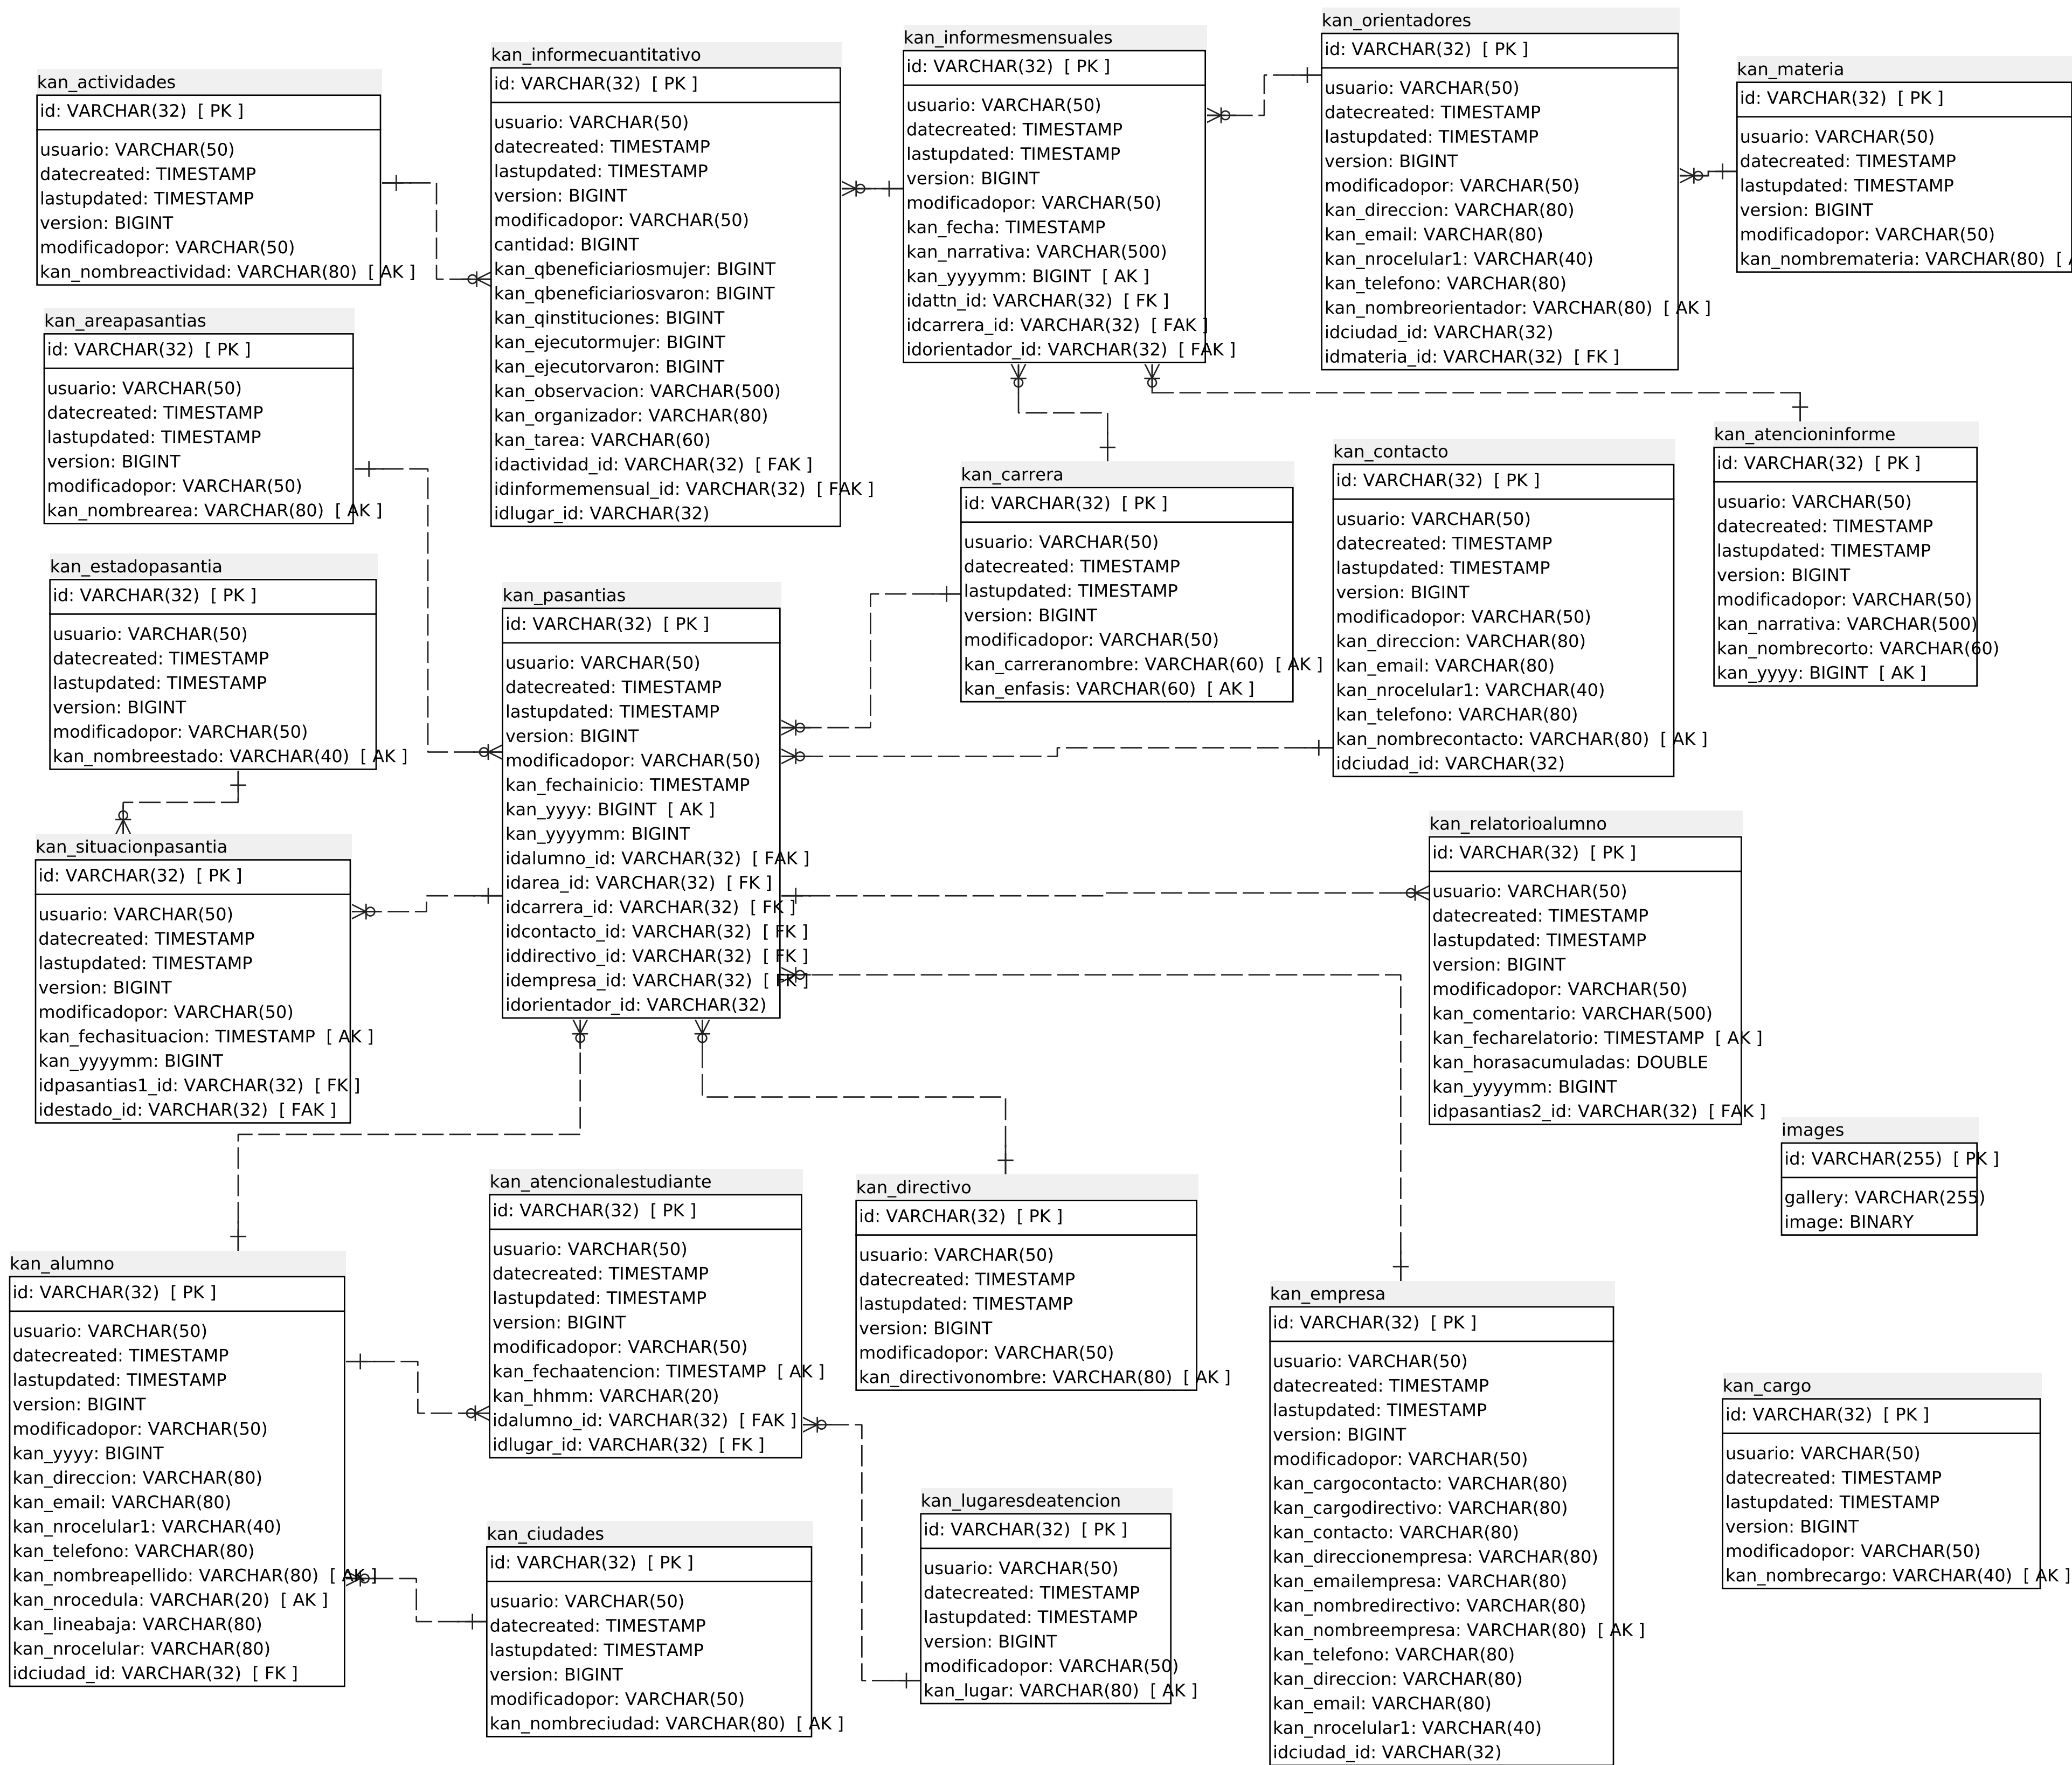 kan_actividades
id: VARCHAR(32)  [ PK ]
usuario: VARCHAR(50)
datecreated: TIMESTAMP
lastupdated: TIMESTAMP
version: BIGINT
modificadopor: VARCHAR(50)
kan_nombreactividad: VARCHAR(80)  [ AK ]
kan_informecuantitativo
id: VARCHAR(32)  [ PK ]
usuario: VARCHAR(50)
datecreated: TIMESTAMP
lastupdated: TIMESTAMP
version: BIGINT
modificadopor: VARCHAR(50)
cantidad: BIGINT
kan_qbeneficiariosmujer: BIGINT
kan_qbeneficiariosvaron: BIGINT
kan_qinstituciones: BIGINT
kan_ejecutormujer: BIGINT
kan_ejecutorvaron: BIGINT
kan_observacion: VARCHAR(500)
kan_organizador: VARCHAR(80)
kan_tarea: VARCHAR(60)
idactividad_id: VARCHAR(32)  [ FAK ]
idinformemensual_id: VARCHAR(32)  [ FAK ]
idlugar_id: VARCHAR(32)
kan_informesmensuales
id: VARCHAR(32)  [ PK ]
usuario: VARCHAR(50)
datecreated: TIMESTAMP
lastupdated: TIMESTAMP
version: BIGINT
modificadopor: VARCHAR(50)
kan_fecha: TIMESTAMP
kan_narrativa: VARCHAR(500)
kan_yyyymm: BIGINT  [ AK ]
idattn_id: VARCHAR(32)  [ FK ]
idcarrera_id: VARCHAR(32)  [ FAK ]
idorientador_id: VARCHAR(32)  [ FAK ]
kan_orientadores
id: VARCHAR(32)  [ PK ]
usuario: VARCHAR(50)
datecreated: TIMESTAMP
lastupdated: TIMESTAMP
version: BIGINT
modificadopor: VARCHAR(50)
kan_direccion: VARCHAR(80)
kan_email: VARCHAR(80)
kan_nrocelular1: VARCHAR(40)
kan_telefono: VARCHAR(80)
kan_nombreorientador: VARCHAR(80)  [ AK ]
idciudad_id: VARCHAR(32)
idmateria_id: VARCHAR(32)  [ FK ]
kan_materia
id: VARCHAR(32)  [ PK ]
usuario: VARCHAR(50)
datecreated: TIMESTAMP
lastupdated: TIMESTAMP
version: BIGINT
modificadopor: VARCHAR(50)
kan_nombremateria: VARCHAR(80)  [
kan_areapasantias
id: VARCHAR(32)  [ PK ]
usuario: VARCHAR(50)
datecreated: TIMESTAMP
lastupdated: TIMESTAMP
version: BIGINT
modificadopor: VARCHAR(50)
kan_nombrearea: VARCHAR(80)  [ AK ]
kan_estadopasantia
id: VARCHAR(32)  [ PK ]
usuario: VARCHAR(50)
datecreated: TIMESTAMP
lastupdated: TIMESTAMP
version: BIGINT
modificadopor: VARCHAR(50)
kan_nombreestado: VARCHAR(40)  [ AK ]
kan_pasantias
id: VARCHAR(32)  [ PK ]
usuario: VARCHAR(50)
datecreated: TIMESTAMP
lastupdated: TIMESTAMP
version: BIGINT
modificadopor: VARCHAR(50)
kan_fechainicio: TIMESTAMP
kan_yyyy: BIGINT  [ AK ]
kan_yyyymm: BIGINT
idalumno_id: VARCHAR(32)  [ FAK ]
idarea_id: VARCHAR(32)  [ FK ]
idcarrera_id: VARCHAR(32)  [ FK ]
idcontacto_id: VARCHAR(32)  [ FK ]
iddirectivo_id: VARCHAR(32)  [ FK ]
idempresa_id: VARCHAR(32)  [ FK ]
idorientador_id: VARCHAR(32)
kan_carrera
id: VARCHAR(32)  [ PK ]
usuario: VARCHAR(50)
datecreated: TIMESTAMP
lastupdated: TIMESTAMP
version: BIGINT
modificadopor: VARCHAR(50)
kan_carreranombre: VARCHAR(60)  [ AK ]
kan_enfasis: VARCHAR(60)  [ AK ]
kan_contacto
id: VARCHAR(32)  [ PK ]
usuario: VARCHAR(50)
datecreated: TIMESTAMP
lastupdated: TIMESTAMP
version: BIGINT
modificadopor: VARCHAR(50)
kan_direccion: VARCHAR(80)
kan_email: VARCHAR(80)
kan_nrocelular1: VARCHAR(40)
kan_telefono: VARCHAR(80)
kan_nombrecontacto: VARCHAR(80)  [ AK ]
idciudad_id: VARCHAR(32)
kan_atencioninforme
id: VARCHAR(32)  [ PK ]
usuario: VARCHAR(50)
datecreated: TIMESTAMP
lastupdated: TIMESTAMP
version: BIGINT
modificadopor: VARCHAR(50)
kan_narrativa: VARCHAR(500)
kan_nombrecorto: VARCHAR(60)
kan_yyyy: BIGINT  [ AK ]
kan_situacionpasantia
id: VARCHAR(32)  [ PK ]
usuario: VARCHAR(50)
datecreated: TIMESTAMP
lastupdated: TIMESTAMP
version: BIGINT
modificadopor: VARCHAR(50)
kan_fechasituacion: TIMESTAMP  [ AK ]
kan_yyyymm: BIGINT
idpasantias1_id: VARCHAR(32)  [ FK ]
idestado_id: VARCHAR(32)  [ FAK ]
kan_relatorioalumno
id: VARCHAR(32)  [ PK ]
usuario: VARCHAR(50)
datecreated: TIMESTAMP
lastupdated: TIMESTAMP
version: BIGINT
modificadopor: VARCHAR(50)
kan_comentario: VARCHAR(500)
kan_fecharelatorio: TIMESTAMP  [ AK ]
kan_horasacumuladas: DOUBLE
kan_yyyymm: BIGINT
idpasantias2_id: VARCHAR(32)  [ FAK ]
images
id: VARCHAR(255)  [ PK ]
gallery: VARCHAR(255)
image: BINARY
kan_alumno
id: VARCHAR(32)  [ PK ]
usuario: VARCHAR(50)
datecreated: TIMESTAMP
lastupdated: TIMESTAMP
version: BIGINT
modificadopor: VARCHAR(50)
kan_yyyy: BIGINT
kan_direccion: VARCHAR(80)
kan_email: VARCHAR(80)
kan_nrocelular1: VARCHAR(40)
kan_telefono: VARCHAR(80)
kan_nombreapellido: VARCHAR(80)  [ AK ]
kan_nrocedula: VARCHAR(20)  [ AK ]
kan_lineabaja: VARCHAR(80)
kan_nrocelular: VARCHAR(80)
idciudad_id: VARCHAR(32)  [ FK ]
kan_atencionalestudiante
id: VARCHAR(32)  [ PK ]
usuario: VARCHAR(50)
datecreated: TIMESTAMP
lastupdated: TIMESTAMP
version: BIGINT
modificadopor: VARCHAR(50)
kan_fechaatencion: TIMESTAMP  [ AK ]
kan_hhmm: VARCHAR(20)
idalumno_id: VARCHAR(32)  [ FAK ]
idlugar_id: VARCHAR(32)  [ FK ]
kan_directivo
id: VARCHAR(32)  [ PK ]
usuario: VARCHAR(50)
datecreated: TIMESTAMP
lastupdated: TIMESTAMP
version: BIGINT
modificadopor: VARCHAR(50)
kan_directivonombre: VARCHAR(80)  [ AK ]
kan_empresa
id: VARCHAR(32)  [ PK ]
usuario: VARCHAR(50)
datecreated: TIMESTAMP
lastupdated: TIMESTAMP
version: BIGINT
modificadopor: VARCHAR(50)
kan_cargocontacto: VARCHAR(80)
kan_cargodirectivo: VARCHAR(80)
kan_contacto: VARCHAR(80)
kan_direccionempresa: VARCHAR(80)
kan_emailempresa: VARCHAR(80)
kan_nombredirectivo: VARCHAR(80)
kan_nombreempresa: VARCHAR(80)  [ AK ]
kan_telefono: VARCHAR(80)
kan_direccion: VARCHAR(80)
kan_email: VARCHAR(80)
kan_nrocelular1: VARCHAR(40)
idciudad_id: VARCHAR(32)
kan_cargo
id: VARCHAR(32)  [ PK ]
usuario: VARCHAR(50)
datecreated: TIMESTAMP
lastupdated: TIMESTAMP
version: BIGINT
modificadopor: VARCHAR(50)
kan_nombrecargo: VARCHAR(40)  [ AK ]
kan_ciudades
id: VARCHAR(32)  [ PK ]
usuario: VARCHAR(50)
datecreated: TIMESTAMP
lastupdated: TIMESTAMP
version: BIGINT
modificadopor: VARCHAR(50)
kan_nombreciudad: VARCHAR(80)  [ AK ]
kan_lugaresdeatencion
id: VARCHAR(32)  [ PK ]
usuario: VARCHAR(50)
datecreated: TIMESTAMP
lastupdated: TIMESTAMP
version: BIGINT
modificadopor: VARCHAR(50)
kan_lugar: VARCHAR(80)  [ AK ]